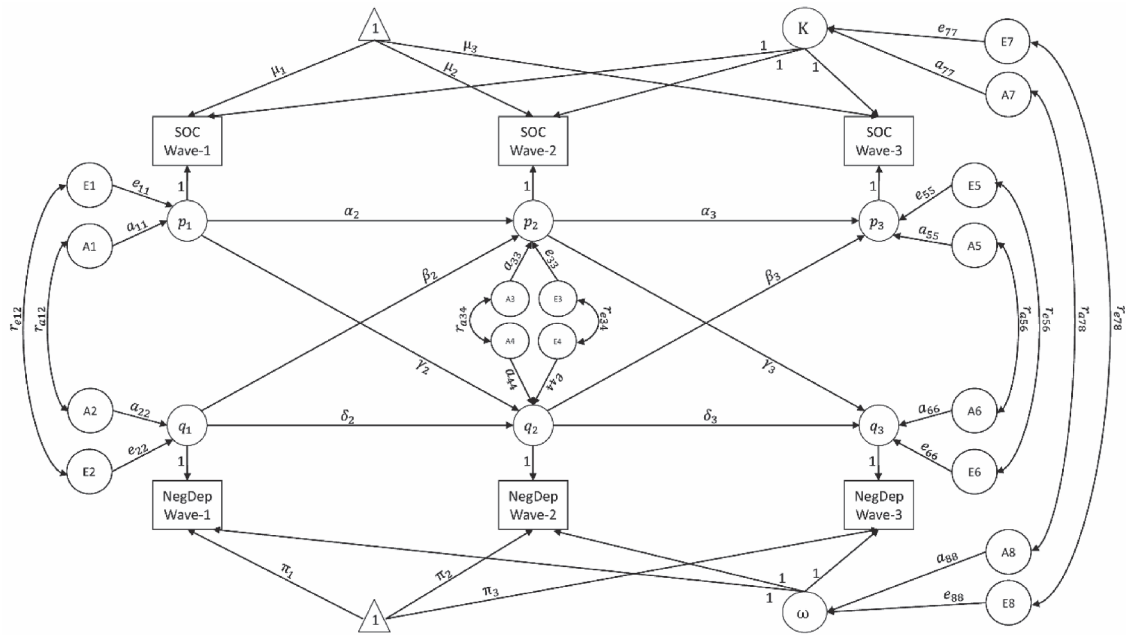 1
K
E7
A7
e₇₇
a₇₇
μ₁
μ₂
μ₃
1
1
1
SOC
Wave-1
SOC
Wave-2
SOC
Wave-3
1
1
1
E1
A1
e₁₁
a₁₁
p₁
α₂
p₂
α₃
p₃
e₅₅
a₅₅
E5
A5
β₂
β₃
a₃₃
e₃₃
A3
E3
A4
E4
rₐ₃₄
rₑ₃₄
a₄₄
e₄₄
γ₂
γ₃
rₑ₁₂
rₐ₁₂
rₐ₅₆
rₑ₅₆
rₐ₇₈
rₑ₇₈
A2
E2
a₂₂
e₂₂
q₁
δ₂
q₂
δ₃
q₃
a₆₆
e₆₆
A6
E6
1
1
1
NegDep
Wave-1
NegDep
Wave-2
NegDep
Wave-3
π₁
π₂
π₃
1
1
1
1
ω
a₈₈
e₈₈
A8
E8